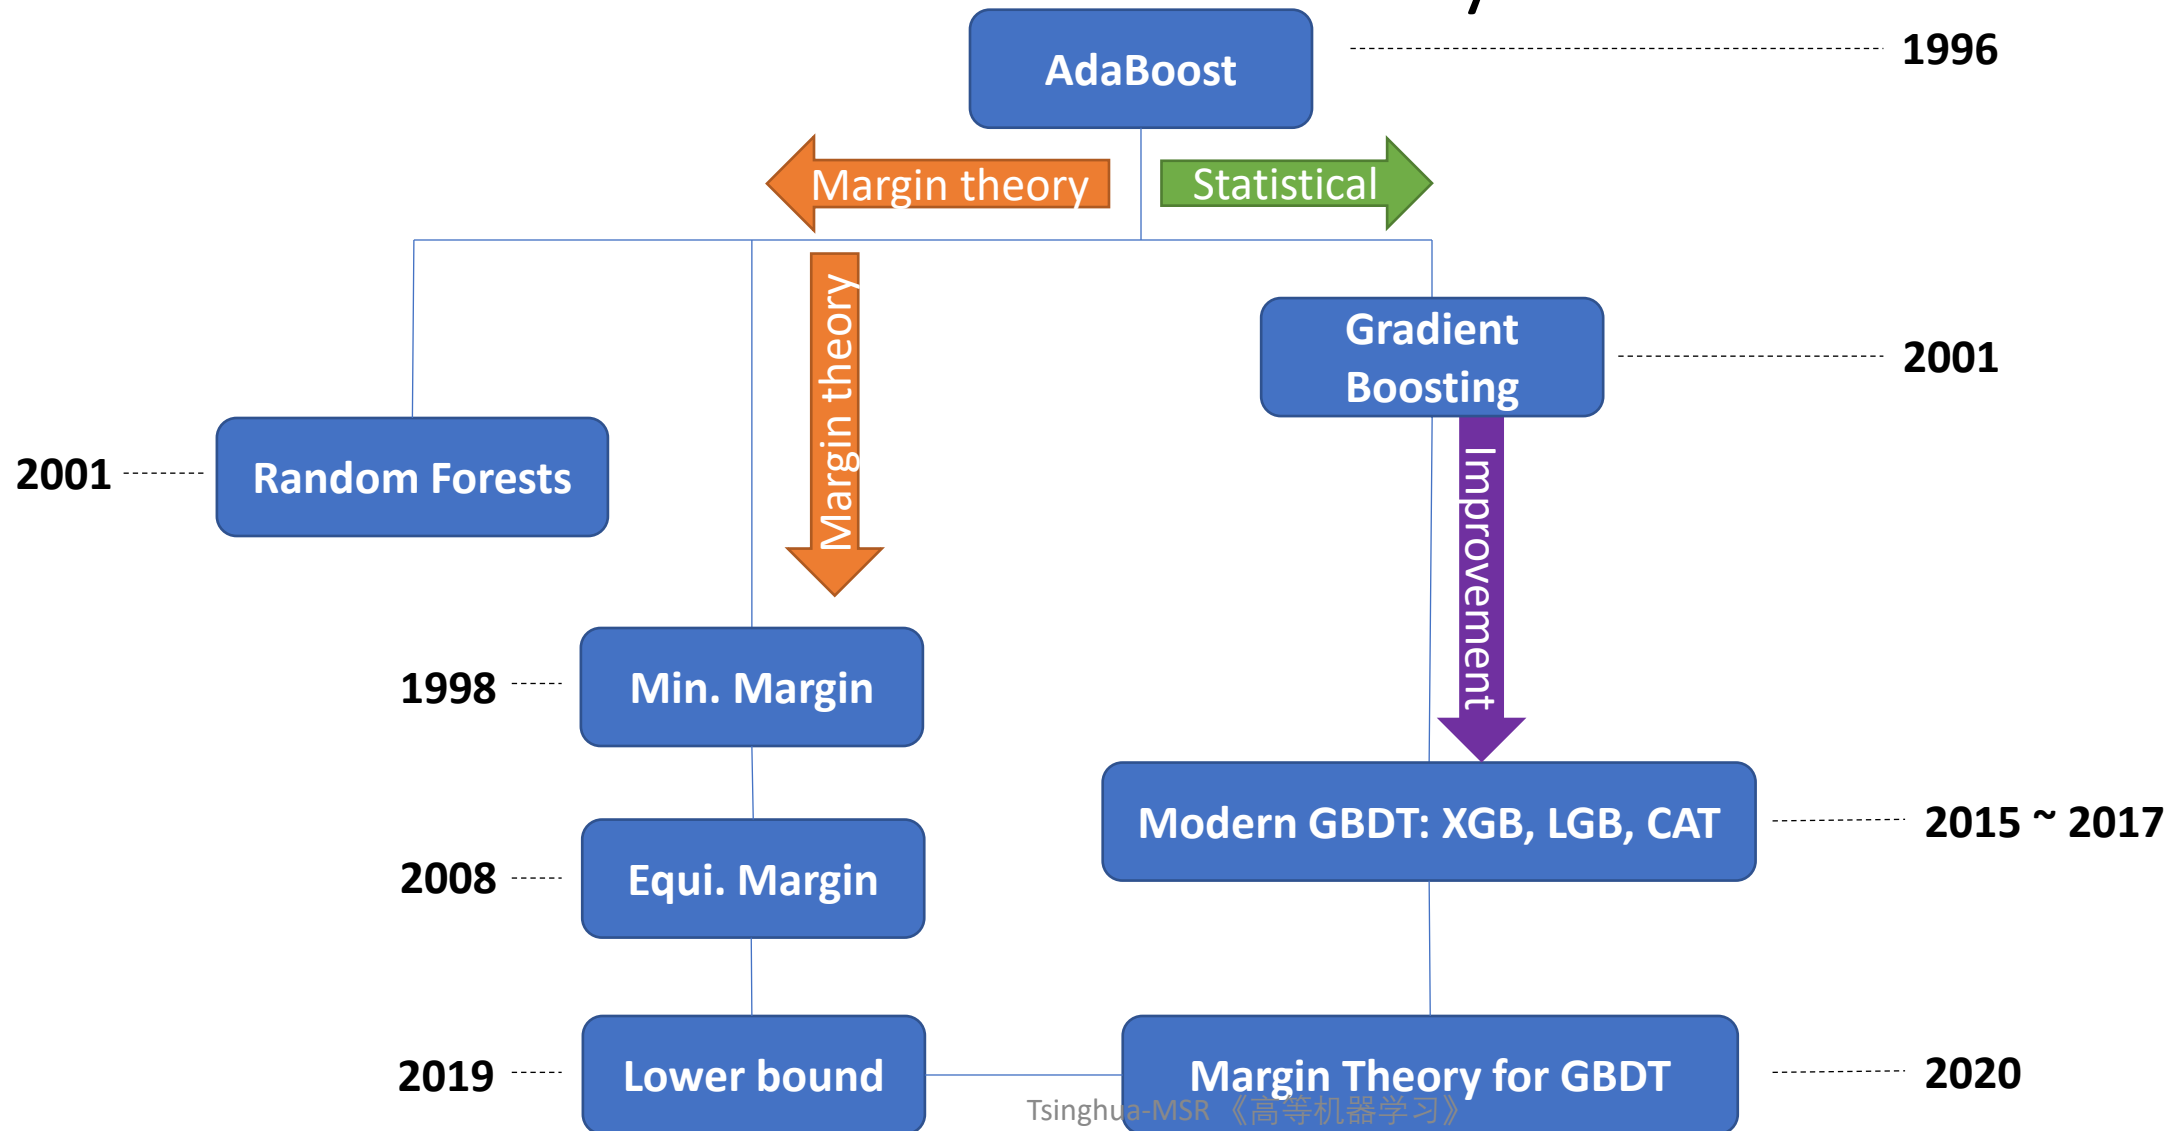 AdaBoost
1996
Margin theory
Statistical
Margin theory
Gradient
Boosting
2001
2001
Random Forests
Improvement
1998
Min. Margin
Modern GBDT: XGB, LGB, CAT
2015 ~ 2017
2008
Equi. Margin
2019
Lower bound
Margin Theory for GBDT
2020
Tsinghua-MSR 《高等机器学习》